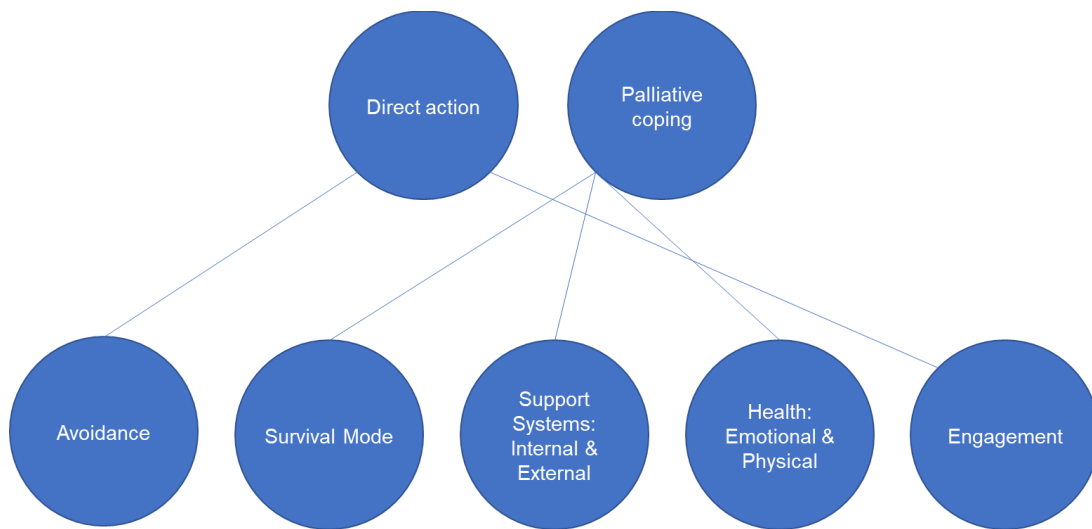 Direct action
Palliative
coping
Avoidance
Survival Mode
Support
Systems:
Internal &
External
Health:
Emotional &
Physical
Engagement